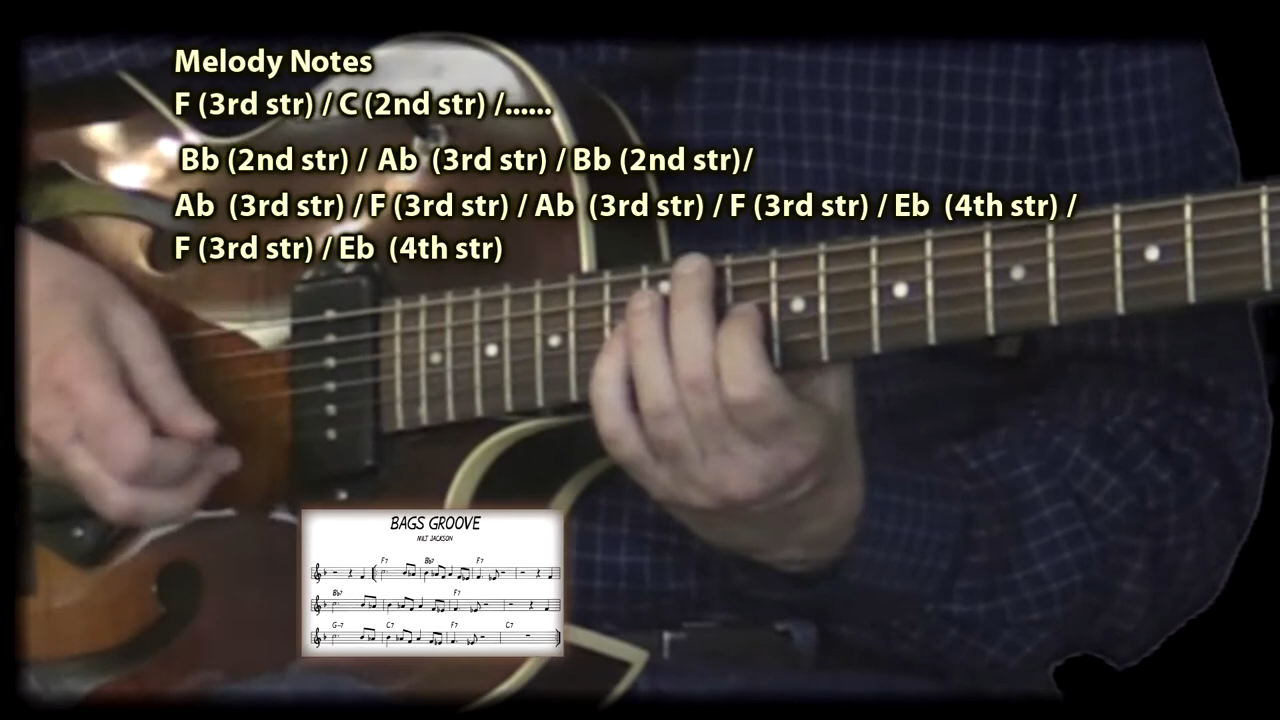 Melody Notes
F (3rd str) / C (2nd str) /......
Bb (2nd str) / Ab (3rd str) / Bb (2nd str)/
Ab (3rd str) / F (3rd str) / Ab (3rd str) / F (3rd str) / Eb (4th str) /
F (3rd str) / Eb (4th str)
BAGS GROOVE
MILT JACKSON
F7 Bb7 F7
Bb7 F7
G-7 C7 F7 C7